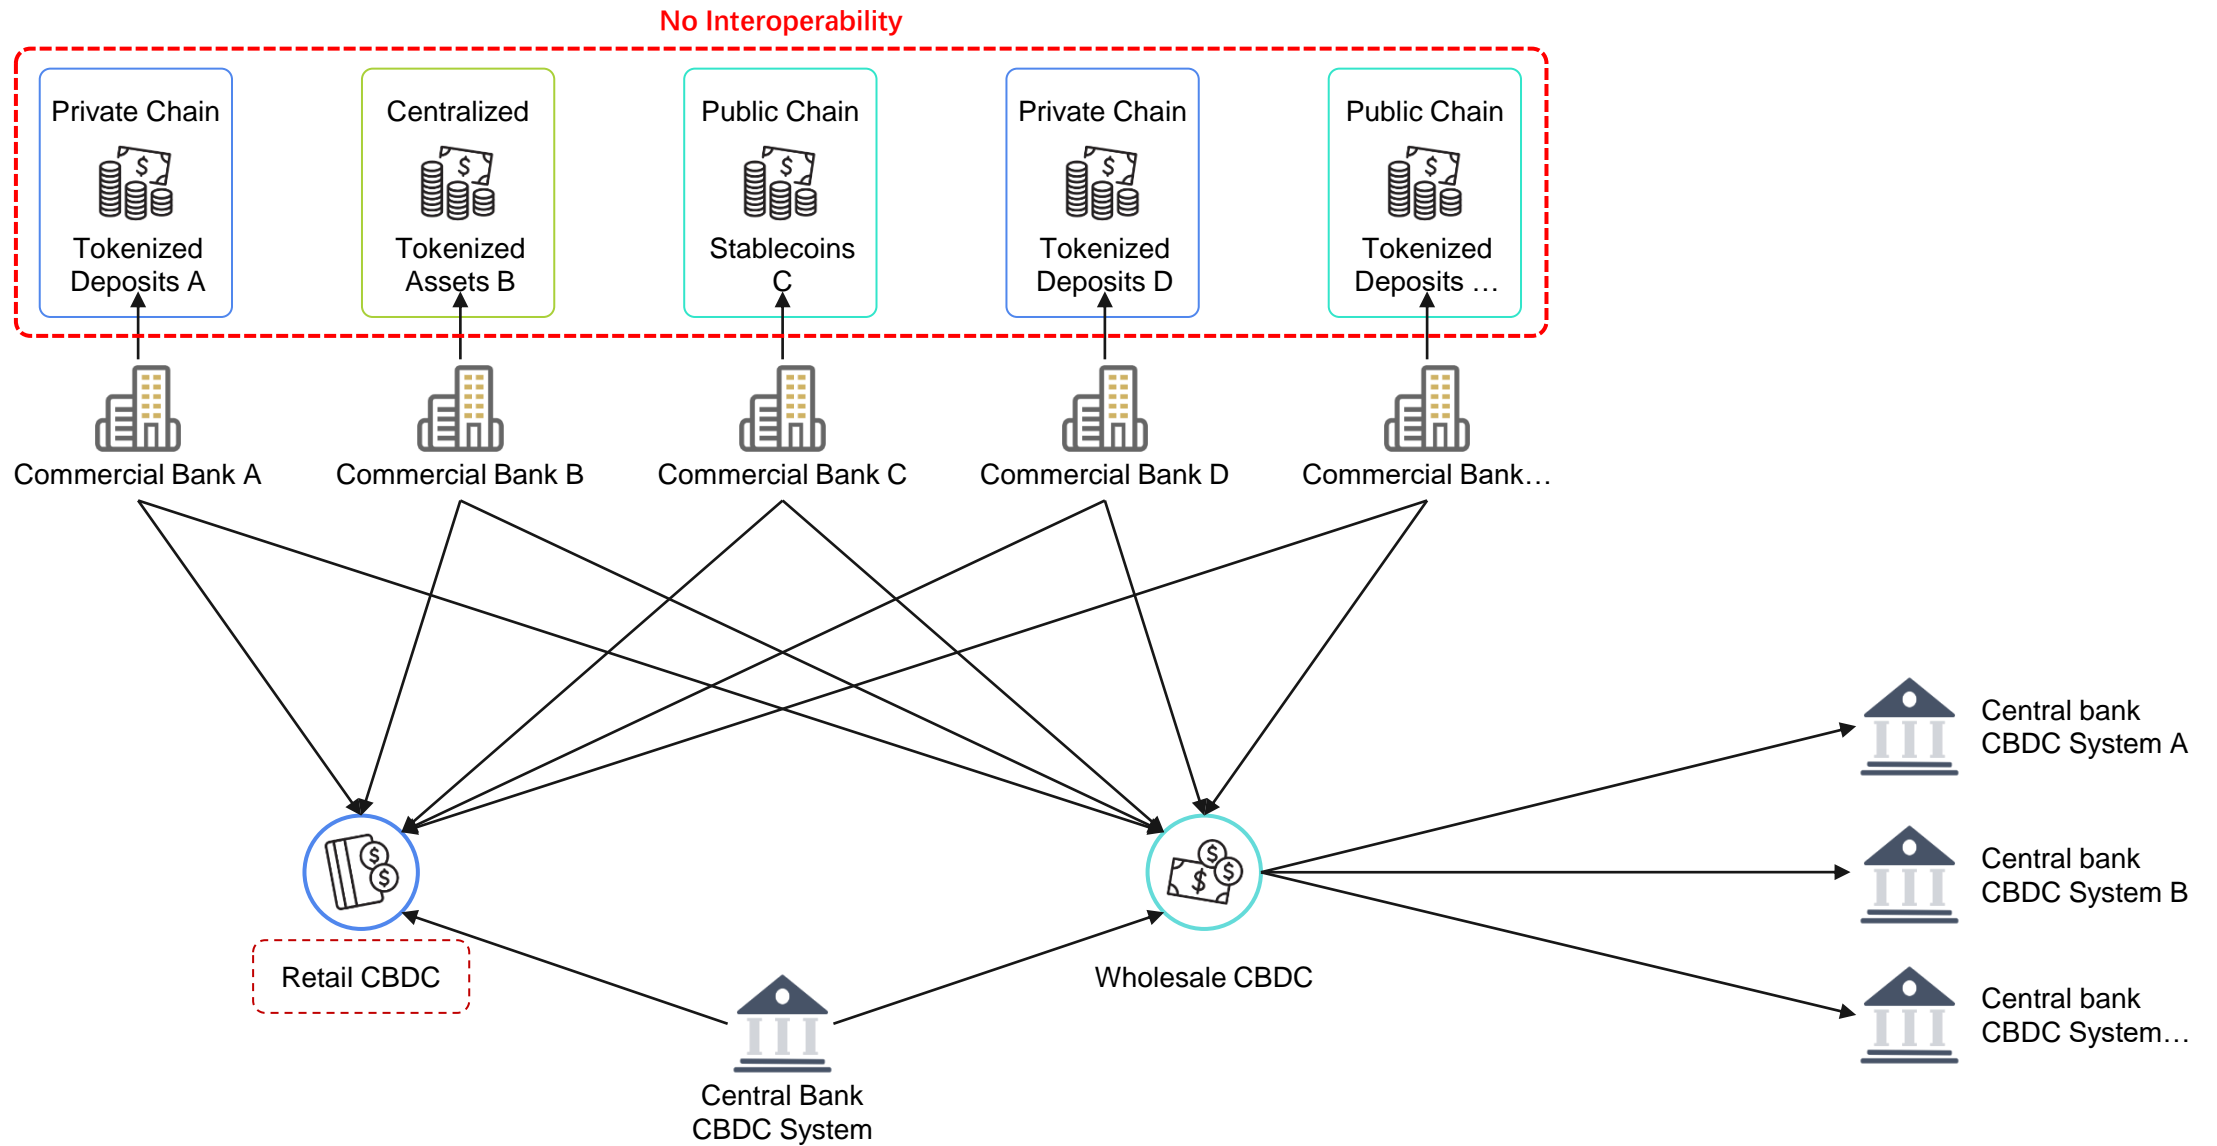 No Interoperability
Private Chain
Tokenized
Deposits A
Centralized
Tokenized
Assets B
Public Chain
Stablecoins
C
Private Chain
Tokenized
Deposits D
Public Chain
Tokenized
Deposits …
Commercial Bank A
Commercial Bank B
Commercial Bank C
Commercial Bank D
Commercial Bank…
Central bank
CBDC System A
Central bank
CBDC System B
Central bank
CBDC System…
Retail CBDC
Wholesale CBDC
Central Bank
CBDC System